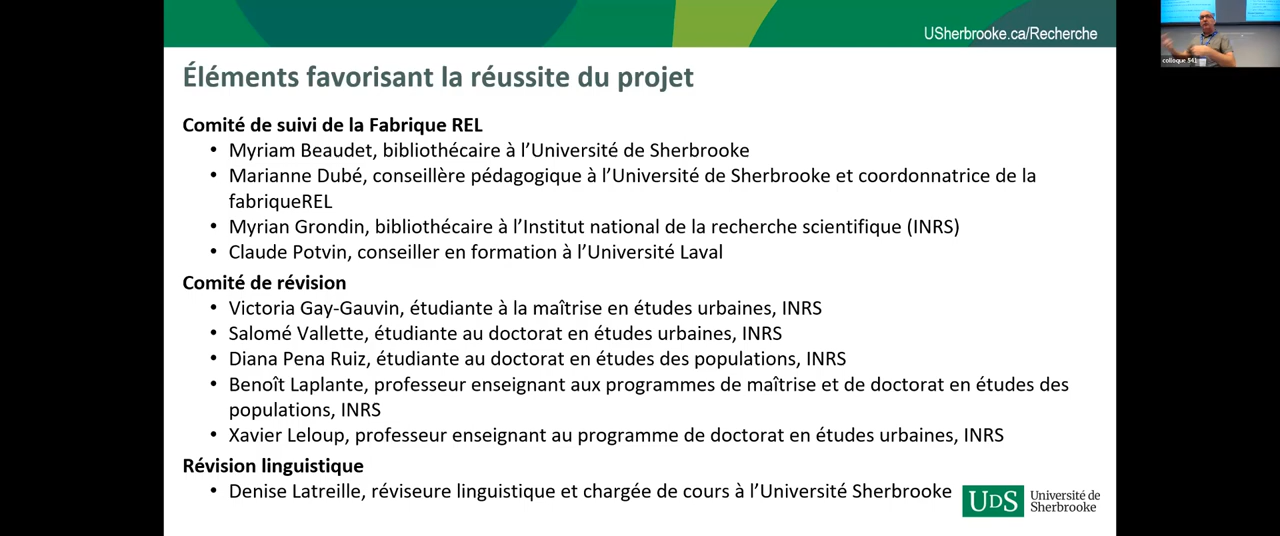 USherbrooke.ca/Recherche
colloque 541
Éléments favorisant la réussite du projet
Comité de suivi de la Fabrique REL
• Myriam Beaudet, bibliothécaire à l’Université de Sherbrooke
• Marianne Dubé, conseillère pédagogique à l’Université de Sherbrooke et coordonnatrice de la
fabriqueREL
• Myrian Grondin, bibliothécaire à l’Institut national de la recherche scientifique (INRS)
• Claude Potvin, conseiller en formation à l’Université Laval
Comité de révision
• Victoria Gay-Gauvin, étudiante à la maîtrise en études urbaines, INRS
• Salomé Vallette, étudiante au doctorat en études urbaines, INRS
• Diana Pena Ruiz, étudiante au doctorat en études des populations, INRS
• Benoît Laplante, professeur enseignant aux programmes de maîtrise et de doctorat en études des
populations, INRS
• Xavier Leloup, professeur enseignant au programme de doctorat en études urbaines, INRS
Révision linguistique
• Denise Latreille, réviseure linguistique et chargée de cours à l’Université Sherbrooke
UDS Université de
Sherbrooke